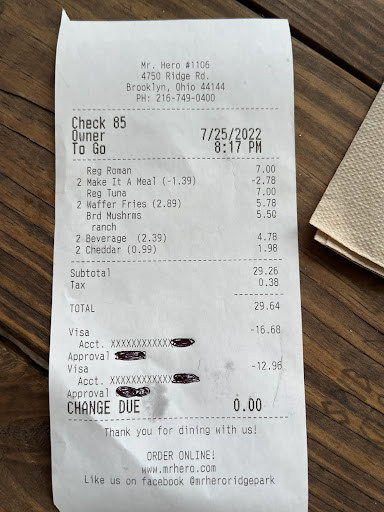 Mr. Hero #1106
4750 Ridge Rd.
Brooklyn, Ohio 44144
PH: 216-749-0400
Check 85
Owner 7/25/2022
To Go 8:17 PM
Reg Roman 7.00
2 Make It A Meal (-1.39) -2.78
Reg Tuna 7.00
2 Waffer Fries (2.89) 5.78
Brd Mushrms 5.50
ranch
2 Beverage (2.39) 4.78
2 Cheddar (0.99) 1.98
Subtotal 29.26
Tax 0.38
TOTAL 29.64
Visa -16.68
Acct. XXXXXXXXXXXX
Approval
Visa -12.96
Acct. XXXXXXXXXXXX
Approval
CHANGE DUE 0.00
Thank you for dining with us!
ORDER ONLINE!
www.mrhero.com
Like us on facebook @mrheroridgepark